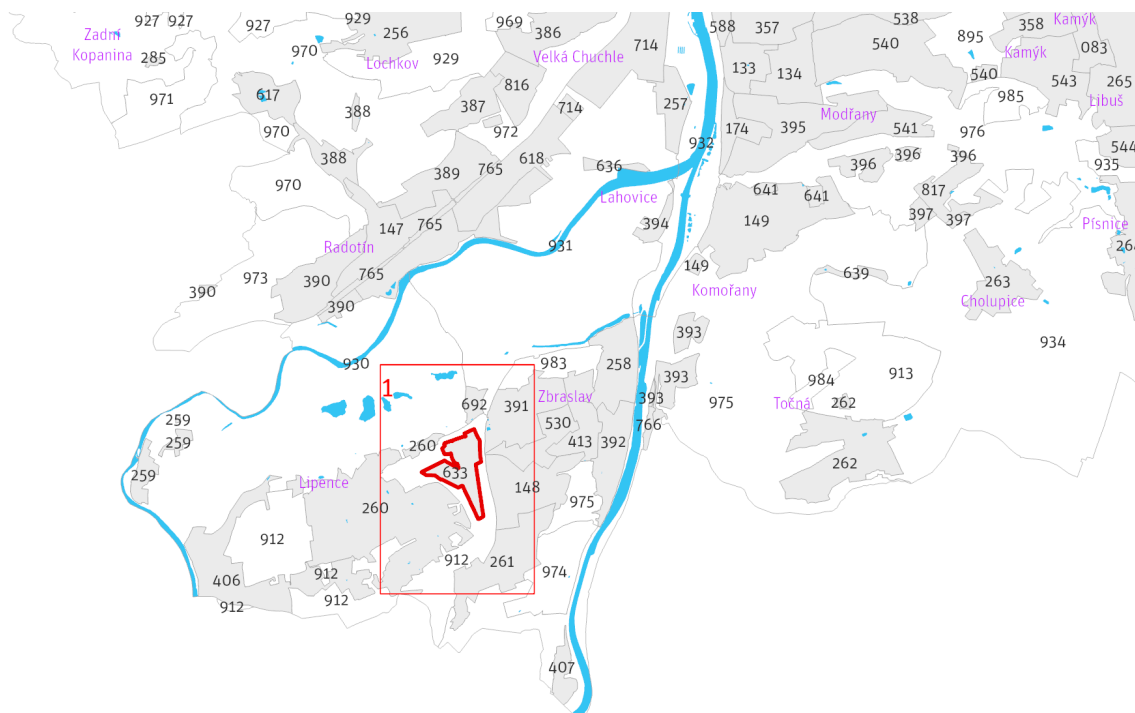 927 927 927 929 969 588 357 538 895 358 Kamýk
Zadní
Kopanina
285 970 256 386
Lochkov 929 Velká Chuchle 714 540 Kamýk 083
971 617 388 387 816 714 257 133 134 540 985 543 265
Libuš
970 972 174 395 Modřany 541 976 544
388 389 765 618 636 932 396 396 396 935
970 Lahovice 641 641 817
147 765 394 149 397 397 Písnice
Radotín 931 264
973 390 765 149 639 263
390 390 Komořany Cholupice
393 934
930 983 258
1 393 984 913
692 391 Zbraslav 393 975 Točná 262
259 530 766
259 260 413 392
259 633 262
Lipence 148
260 975
912
912 261 974
406 912
912 912
407